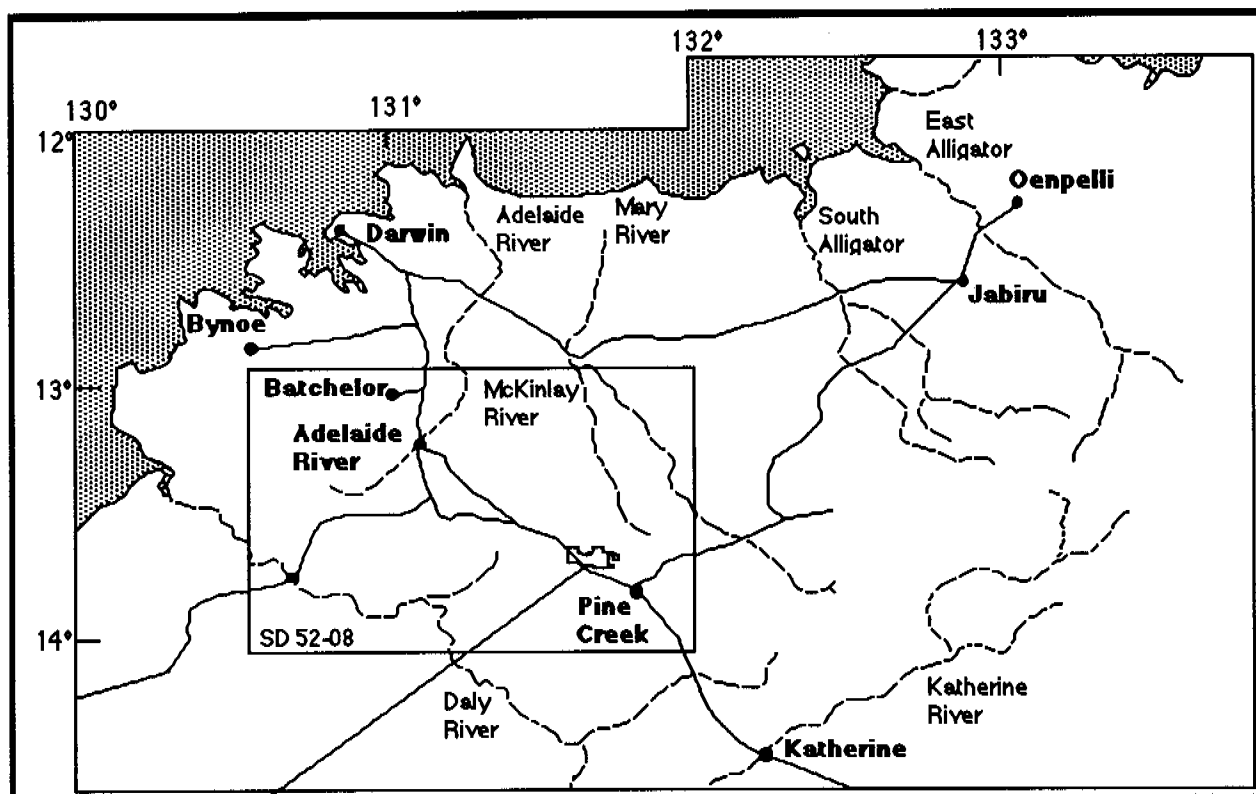 132°
133°
130°
131°
12°
East
Alligator
Oenpelli
Adelaide
River
Mary
River
South
Alligator
Darwin
Jabiru
Bynoe
13°
Batchelor
McKinlay
River
Adelaide
River
Pine
Creek
14°
SD 52-08
Daly
River
Katherine
River
Katherine